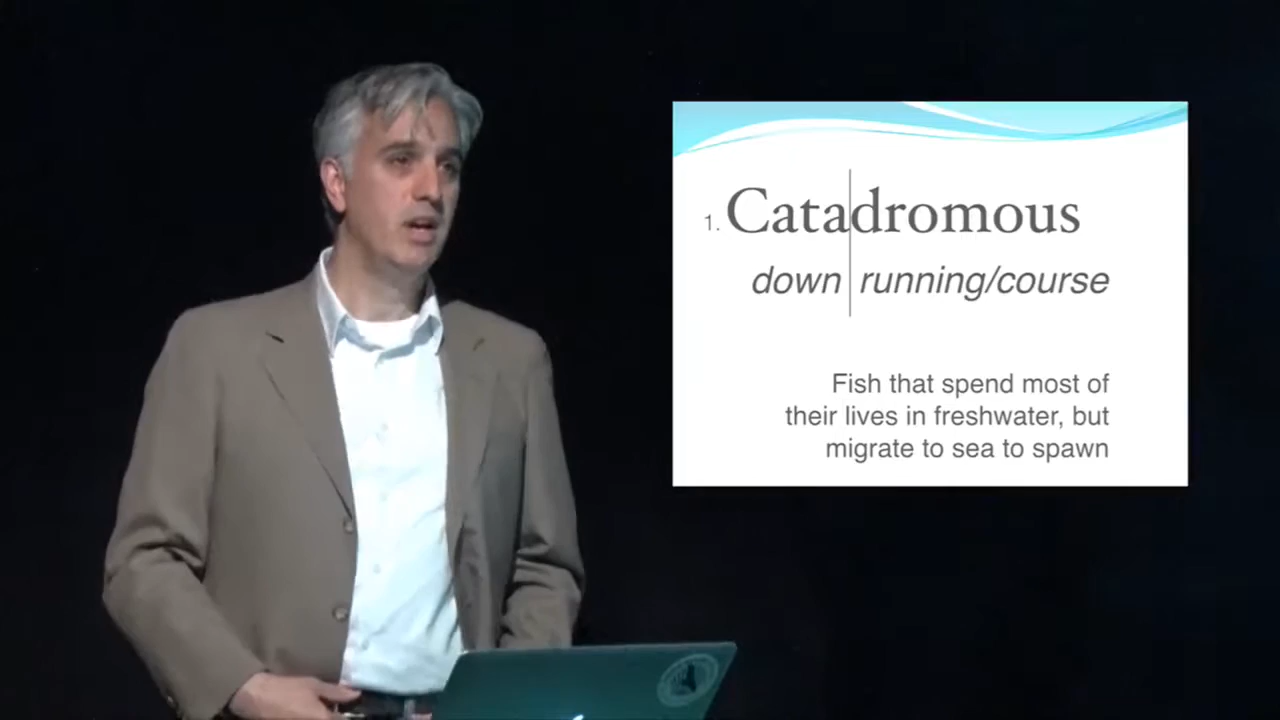 1. Catadromous
down running/course
Fish that spend most of
their lives in freshwater, but
migrate to sea to spawn